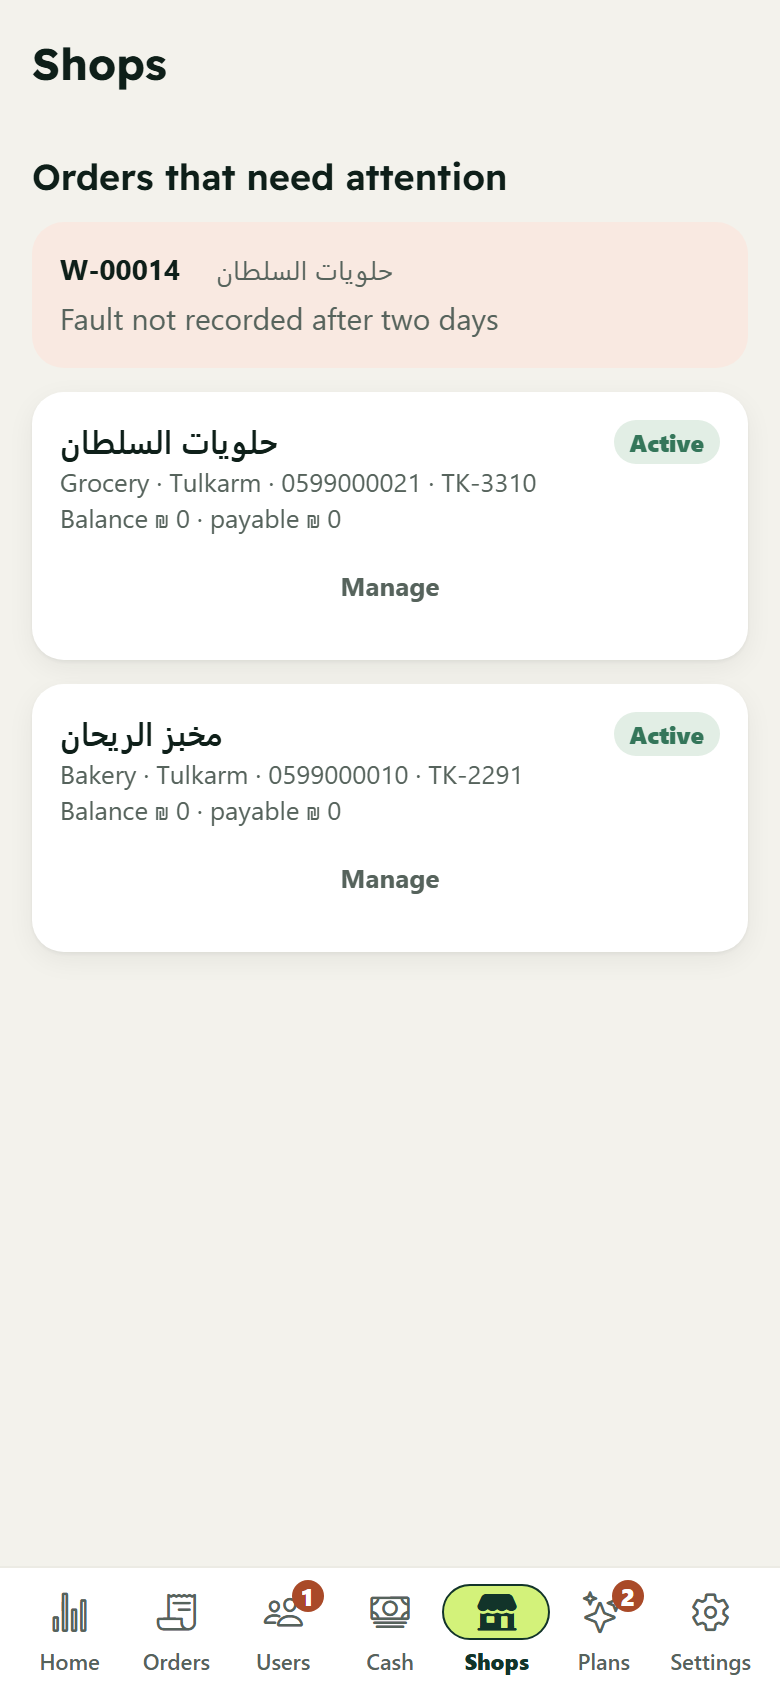 Shops
Orders that need attention
W-00014 حلويات السلطان
Fault not recorded after two days
حلويات السلطان Active
Grocery · Tulkarm · 0599000021 · TK-3310
Balance ₪ 0 · payable ₪ 0
Manage
مخبز الريحان Active
Bakery · Tulkarm · 0599000010 · TK-2291
Balance ₪ 0 · payable ₪ 0
Manage
1 2
Home Orders Users Cash Shops Plans Settings